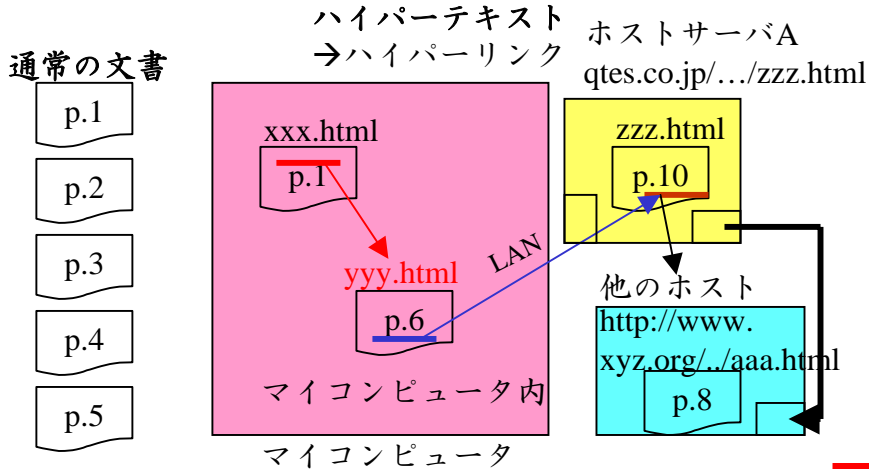 通常の文書
p.1
p.2
p.3
p.4
p.5
ハイパーテキスト
→ハイパーリンク
xxx.html
p.1
yyy.html
p.6
マイコンピュータ内
マイコンピュータ
LAN
ホストサーバA
qtes.co.jp/…/zzz.html
zzz.html
p.10
他のホスト
http://www.
xyz.org/../aaa.html
p.8